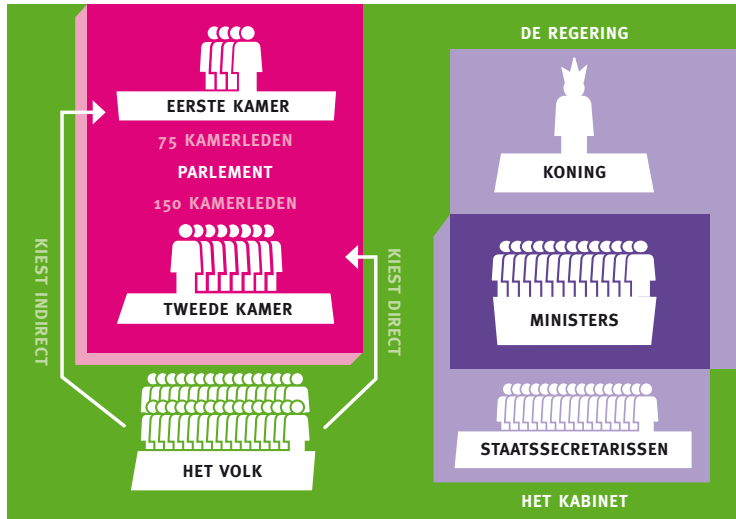 EERSTE KAMER
75 KAMERLEDEN
PARLEMENT
150 KAMERLEDEN
TWEEDE KAMER
KIEST INDIRECT
KIEST DIRECT
HET VOLK
DE REGERING
KONING
MINISTERS
STAATSSECRETARISSEN
HET KABINET